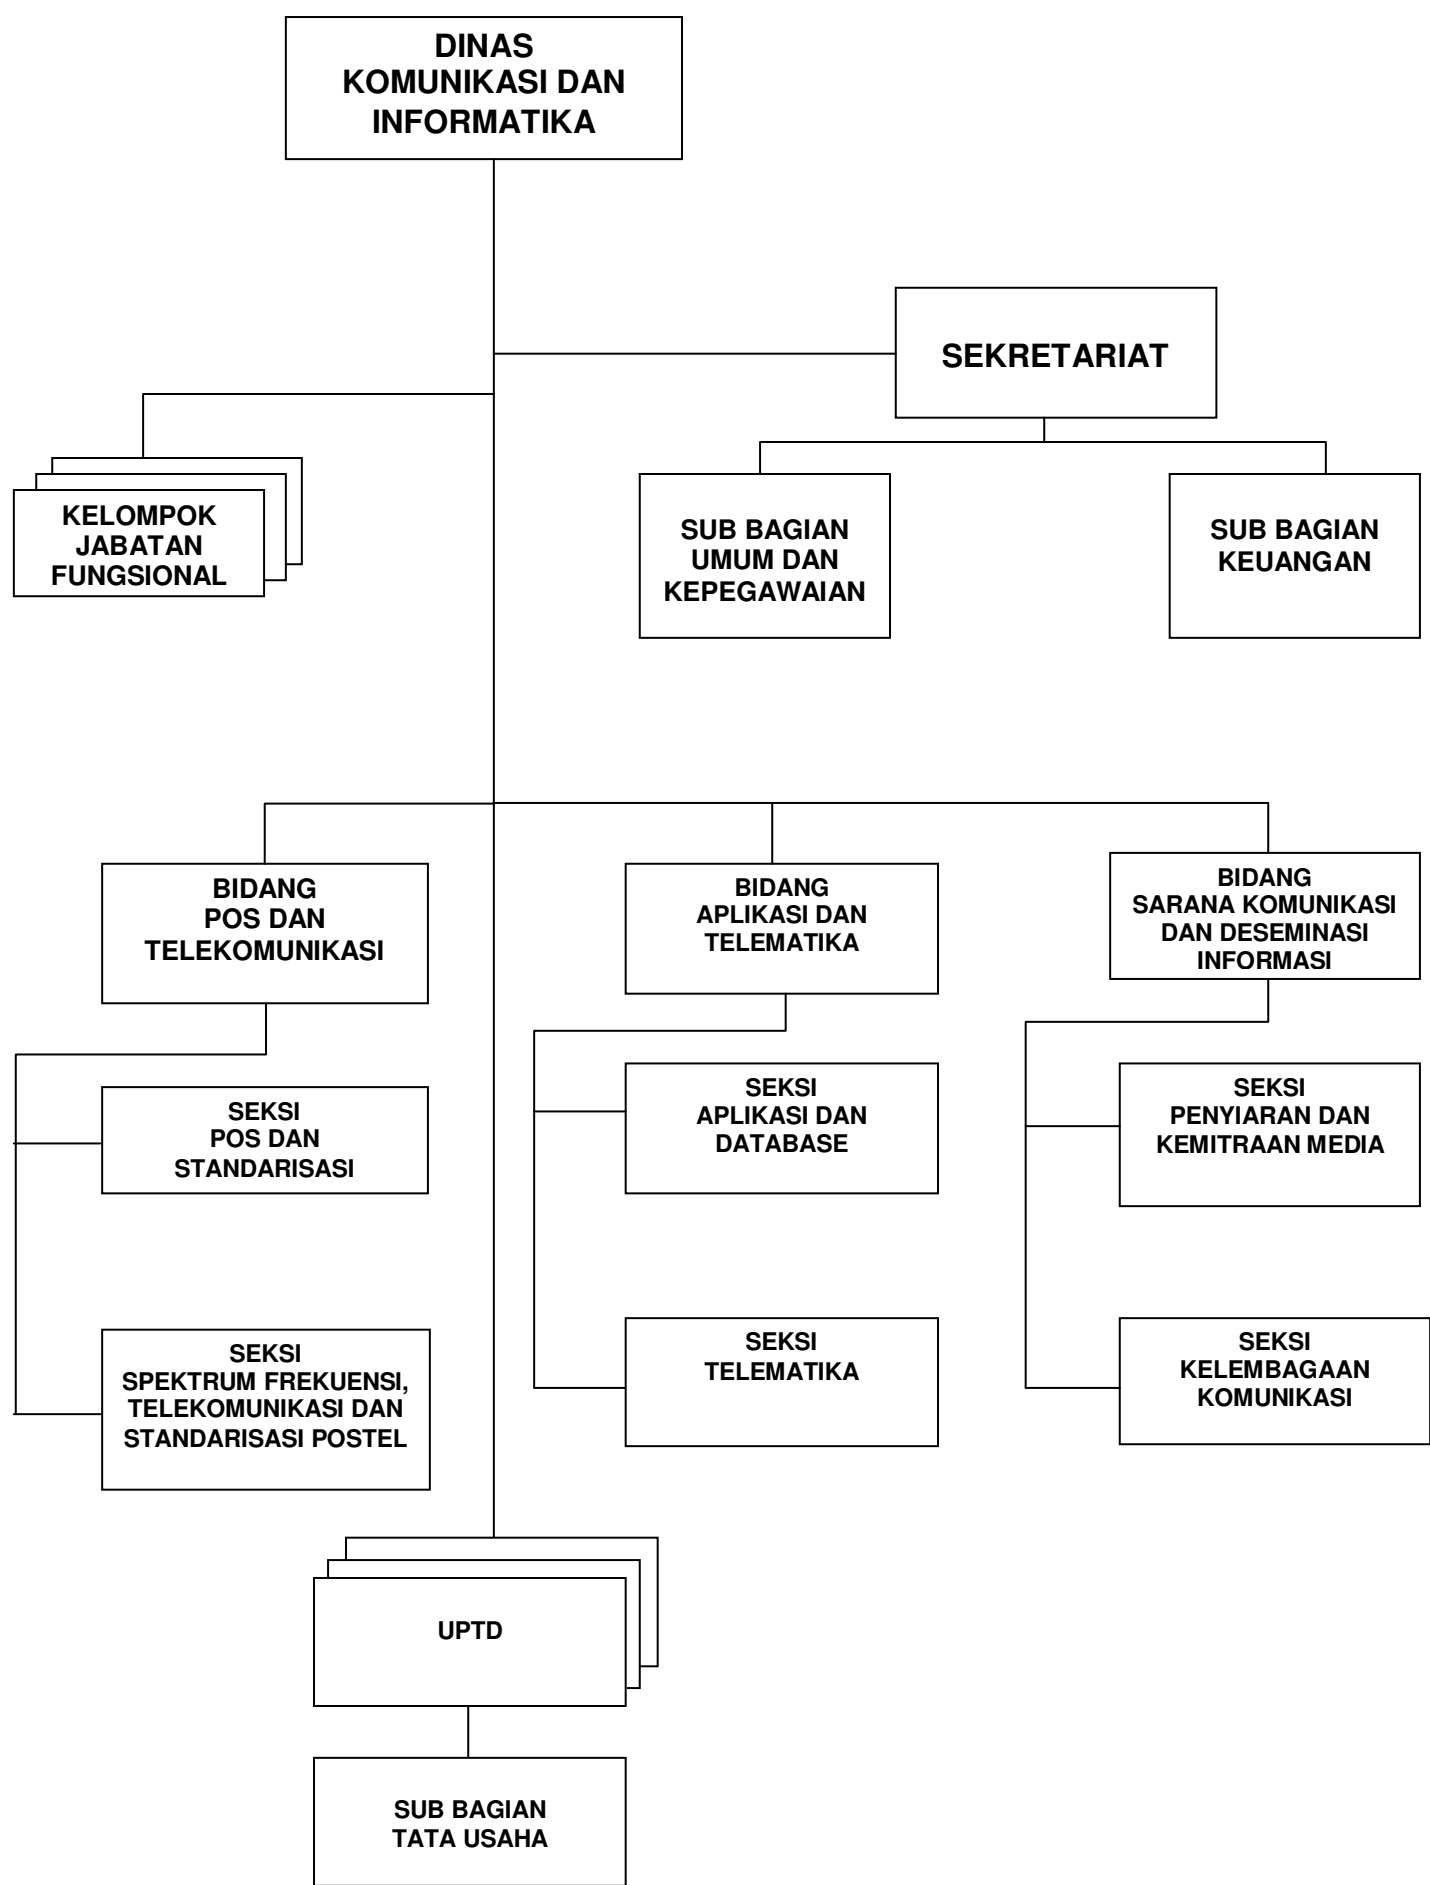 DINAS
KOMUNIKASI DAN
INFORMATIKA
SEKRETARIAT
KELOMPOK
JABATAN
FUNGSIONAL
SUB BAGIAN
UMUM DAN
KEPEGAWAIAN
SUB BAGIAN
KEUANGAN
BIDANG
POS DAN
TELEKOMUNIKASI
BIDANG
APLIKASI DAN
TELEMATIKA
BIDANG
SARANA KOMUNIKASI
DAN DESEMINASI
INFORMASI
SEKSI
POS DAN
STANDARISASI
SEKSI
APLIKASI DAN
DATABASE
SEKSI
PENYIARAN DAN
KEMITRAAN MEDIA
SEKSI
SPEKTRUM FREKUENSI,
TELEKOMUNIKASI DAN
STANDARISASI POSTEL
SEKSI
TELEMATIKA
SEKSI
KELEMBAGAAN
KOMUNIKASI
UPTD
SUB BAGIAN
TATA USAHA